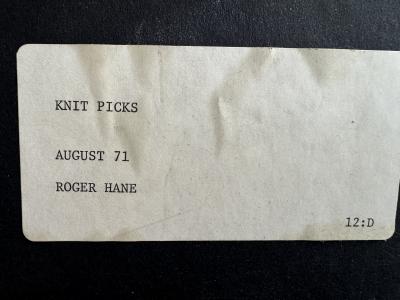 KNIT PICKS
AUGUST 71
ROGER HANE
12:D